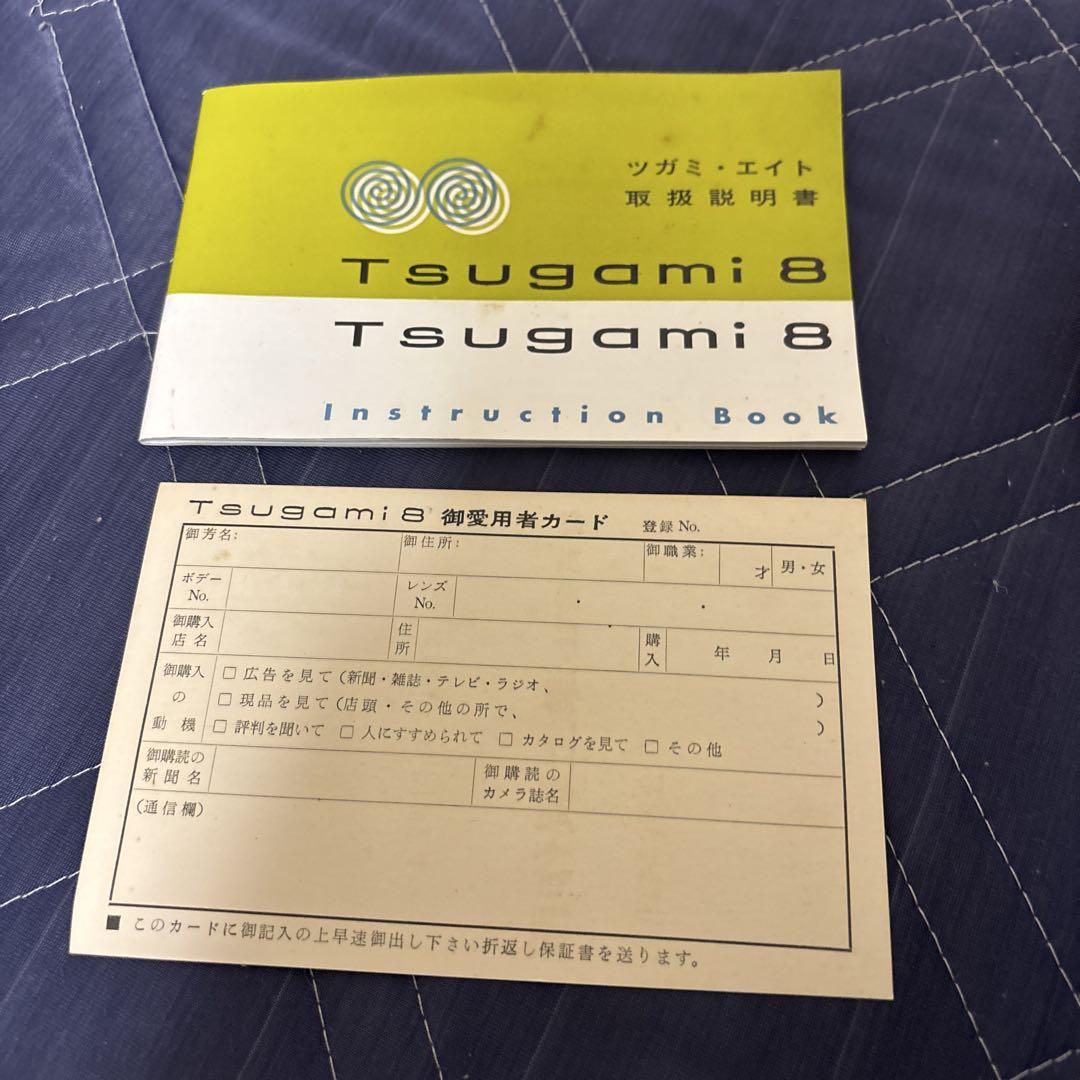 ツガミ・エイト
取扱説明書
Tsugami 8
Tsugami 8
Instruction Book
Tsugami 8 御愛用者カード 登録 No.
御芳名: 御住所: 御職業: 才 男・女
ボデー No. レンズ No. ・ ・
御購入店名 住所 購入 年 月 日
御購入の動機 □ 広告を見て(新聞・雑誌・テレビ・ラジオ、 )
□ 現品を見て(店頭・その他の所で、 )
□ 評判を聞いて □ 人にすすめられて □ カタログを見て □ その他
御購読の新聞名 御購読のカメラ誌名
(通信欄)
■ このカードに御記入の上早速御出し下さい折返し保証書を送ります。